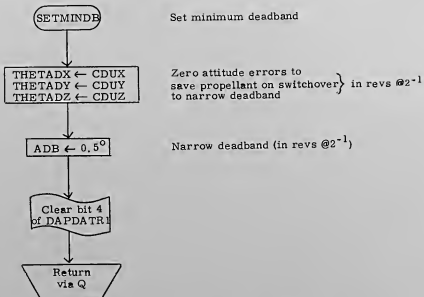 SETMINDB
Set minimum deadband
THETADX ← CDUX
THETADY ← CDUY
THETADZ ← CDUZ
Zero attitude errors to
save propellant on switchover} in revs @2⁻¹
to narrow deadband
ADB ← 0.5°
Narrow deadband (in revs @2⁻¹)
Clear bit 4
of DAPDATR1
Return
via Q